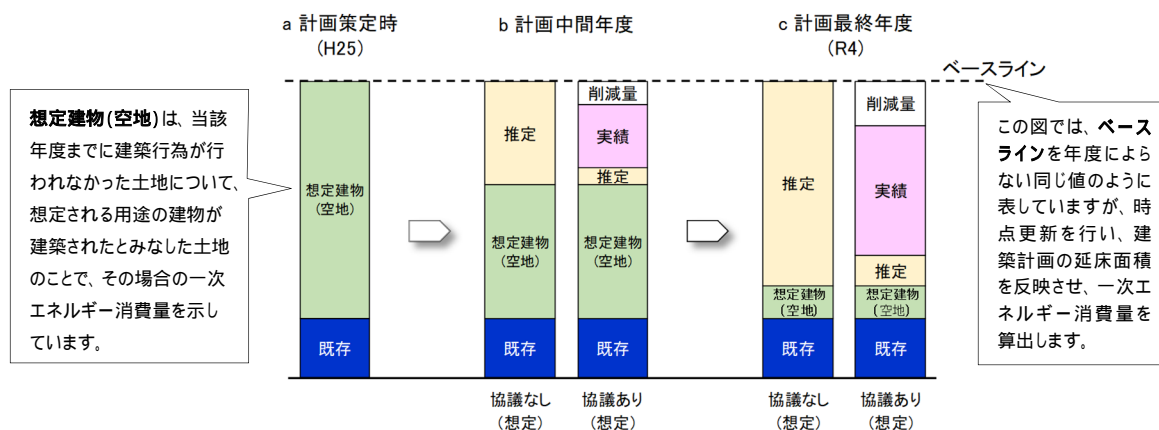 a 計画策定時
(H25)
b 計画中間年度
c 計画最終年度
(R4)
ベースライン
想定建物(空地)は、当該
年度までに建築行為が行
われなかった土地について、
想定される用途の建物が
建築されたとみなした土地
のことで、その場合の一次
エネルギー消費量を示し
ています。
想定建物
(空地)
既存
推定
想定建物
(空地)
既存
協議なし
(想定)
削減量
実績
推定
想定建物
(空地)
既存
協議あり
(想定)
推定
想定建物
(空地)
既存
協議なし
(想定)
削減量
実績
推定
想定建物
(空地)
既存
協議あり
(想定)
この図では、ベース
ラインを年度によら
ない同じ値のように
表していますが、時
点更新を行い、建
築計画の延床面積
を反映させ、一次エ
ネルギー消費量を
算出します。